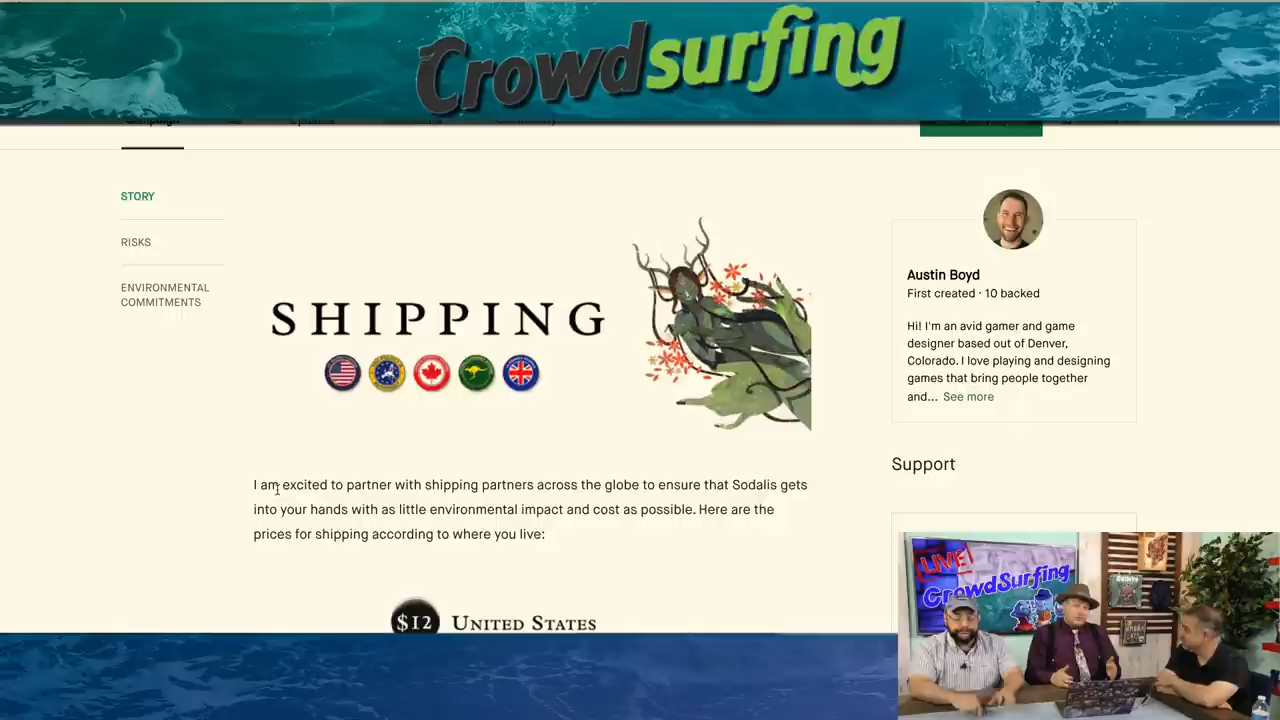 Crowdsurfing
STORY
RISKS
ENVIRONMENTAL
COMMITMENTS
SHIPPING
I am excited to partner with shipping partners across the globe to ensure that Sodalis gets
into your hands with as little environmental impact and cost as possible. Here are the
prices for shipping according to where you live:
$12 UNITED STATES
Austin Boyd
First created · 10 backed
Hi! I'm an avid gamer and game
designer based out of Denver,
Colorado. I love playing and designing
games that bring people together
and... See more
Support
LIVE
CrowdSurfing